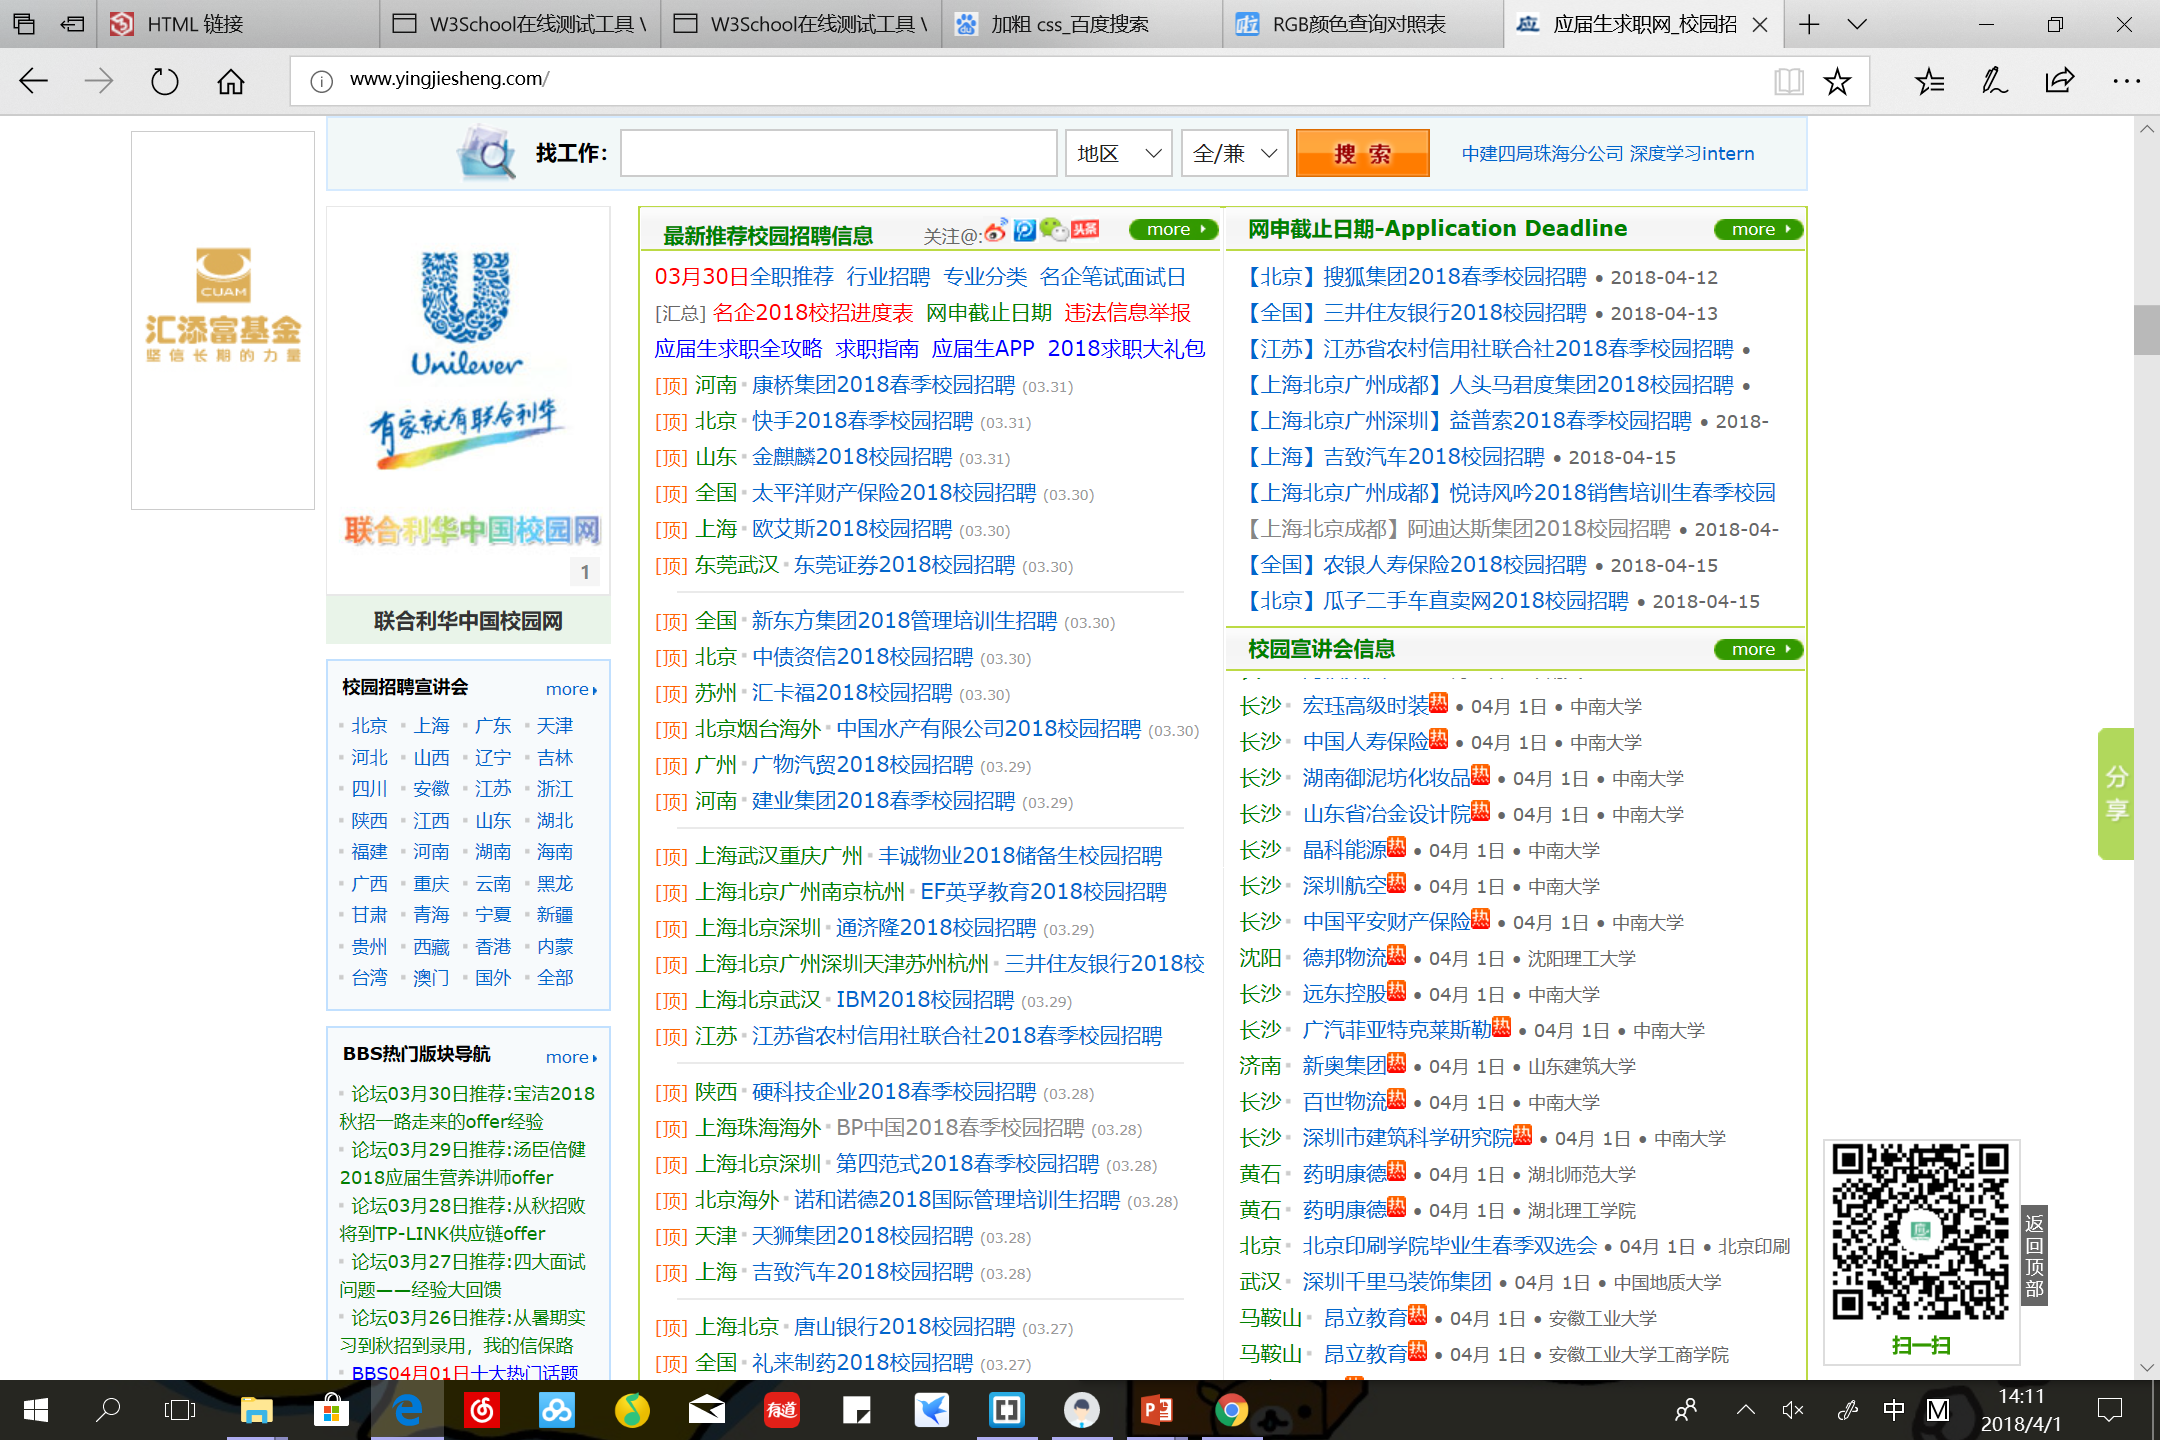 HTML 链接
W3School在线测试工具 \
W3School在线测试工具 \
加粗 css_百度搜索
RGB颜色查询对照表
应届生求职网_校园招
www.yingjiesheng.com/
找工作：
地区
全/兼
搜 索
中建四局珠海分公司 深度学习intern
CUAM
汇添富基金
坚信长期的力量
Unilever
有家就有联合利华
联合利华中国校园网
1
联合利华中国校园网
校园招聘宣讲会 more
北京 上海 广东 天津
河北 山西 辽宁 吉林
四川 安徽 江苏 浙江
陕西 江西 山东 湖北
福建 河南 湖南 海南
广西 重庆 云南 黑龙
甘肃 青海 宁夏 新疆
贵州 西藏 香港 内蒙
台湾 澳门 国外 全部
BBS热门版块导航 more
论坛03月30日推荐:宝洁2018
秋招一路走来的offer经验
论坛03月29日推荐:汤臣倍健
2018应届生营养讲师offer
论坛03月28日推荐:从秋招败
将到TP-LINK供应链offer
论坛03月27日推荐:四大面试
问题——经验大回馈
论坛03月26日推荐:从暑期实
习到秋招到录用，我的信保路
BBS04月01日十大热门话题
最新推荐校园招聘信息 关注@: 头条 more
03月30日全职推荐 行业招聘 专业分类 名企笔试面试日
[汇总] 名企2018校招进度表 网申截止日期 违法信息举报
应届生求职全攻略 求职指南 应届生APP 2018求职大礼包
[顶] 河南 康桥集团2018春季校园招聘 (03.31)
[顶] 北京 快手2018春季校园招聘 (03.31)
[顶] 山东 金麒麟2018校园招聘 (03.31)
[顶] 全国 太平洋财产保险2018校园招聘 (03.30)
[顶] 上海 欧艾斯2018校园招聘 (03.30)
[顶] 东莞武汉 东莞证券2018校园招聘 (03.30)
[顶] 全国 新东方集团2018管理培训生招聘 (03.30)
[顶] 北京 中债资信2018校园招聘 (03.30)
[顶] 苏州 汇卡福2018校园招聘 (03.30)
[顶] 北京烟台海外 中国水产有限公司2018校园招聘 (03.30)
[顶] 广州 广物汽贸2018校园招聘 (03.29)
[顶] 河南 建业集团2018春季校园招聘 (03.29)
[顶] 上海武汉重庆广州 丰诚物业2018储备生校园招聘
[顶] 上海北京广州南京杭州 EF英孚教育2018校园招聘
[顶] 上海北京深圳 通济隆2018校园招聘 (03.29)
[顶] 上海北京广州深圳天津苏州杭州 三井住友银行2018校
[顶] 上海北京武汉 IBM2018校园招聘 (03.29)
[顶] 江苏 江苏省农村信用社联合社2018春季校园招聘
[顶] 陕西 硬科技企业2018春季校园招聘 (03.28)
[顶] 上海珠海海外 BP中国2018春季校园招聘 (03.28)
[顶] 上海北京深圳 第四范式2018春季校园招聘 (03.28)
[顶] 北京海外 诺和诺德2018国际管理培训生招聘 (03.28)
[顶] 天津 天狮集团2018校园招聘 (03.28)
[顶] 上海 吉致汽车2018校园招聘 (03.28)
[顶] 上海北京 唐山银行2018校园招聘 (03.27)
[顶] 全国 礼来制药2018校园招聘 (03.27)
网申截止日期-Application Deadline more
【北京】搜狐集团2018春季校园招聘 • 2018-04-12
【全国】三井住友银行2018校园招聘 • 2018-04-13
【江苏】江苏省农村信用社联合社2018春季校园招聘 •
【上海北京广州成都】人头马君度集团2018校园招聘 •
【上海北京广州深圳】益普索2018春季校园招聘 • 2018-
【上海】吉致汽车2018校园招聘 • 2018-04-15
【上海北京广州成都】悦诗风吟2018销售培训生春季校园
【上海北京成都】阿迪达斯集团2018校园招聘 • 2018-04-
【全国】农银人寿保险2018校园招聘 • 2018-04-15
【北京】瓜子二手车直卖网2018校园招聘 • 2018-04-15
校园宣讲会信息 more
长沙 宏珏高级时装热 • 04月 1日 • 中南大学
长沙 中国人寿保险热 • 04月 1日 • 中南大学
长沙 湖南御泥坊化妆品热 • 04月 1日 • 中南大学
长沙 山东省冶金设计院热 • 04月 1日 • 中南大学
长沙 晶科能源热 • 04月 1日 • 中南大学
长沙 深圳航空热 • 04月 1日 • 中南大学
长沙 中国平安财产保险热 • 04月 1日 • 中南大学
沈阳 德邦物流热 • 04月 1日 • 沈阳理工大学
长沙 远东控股热 • 04月 1日 • 中南大学
长沙 广汽菲亚特克莱斯勒热 • 04月 1日 • 中南大学
济南 新奥集团热 • 04月 1日 • 山东建筑大学
长沙 百世物流热 • 04月 1日 • 中南大学
长沙 深圳市建筑科学研究院热 • 04月 1日 • 中南大学
黄石 药明康德热 • 04月 1日 • 湖北师范大学
黄石 药明康德热 • 04月 1日 • 湖北理工学院
北京 北京印刷学院毕业生春季双选会 • 04月 1日 • 北京印刷
武汉 深圳千里马装饰集团 • 04月 1日 • 中国地质大学
马鞍山 昂立教育热 • 04月 1日 • 安徽工业大学
马鞍山 昂立教育热 • 04月 1日 • 安徽工业大学工商学院
分享
返回顶部
扫一扫
有道
中
M
14:11
2018/4/1